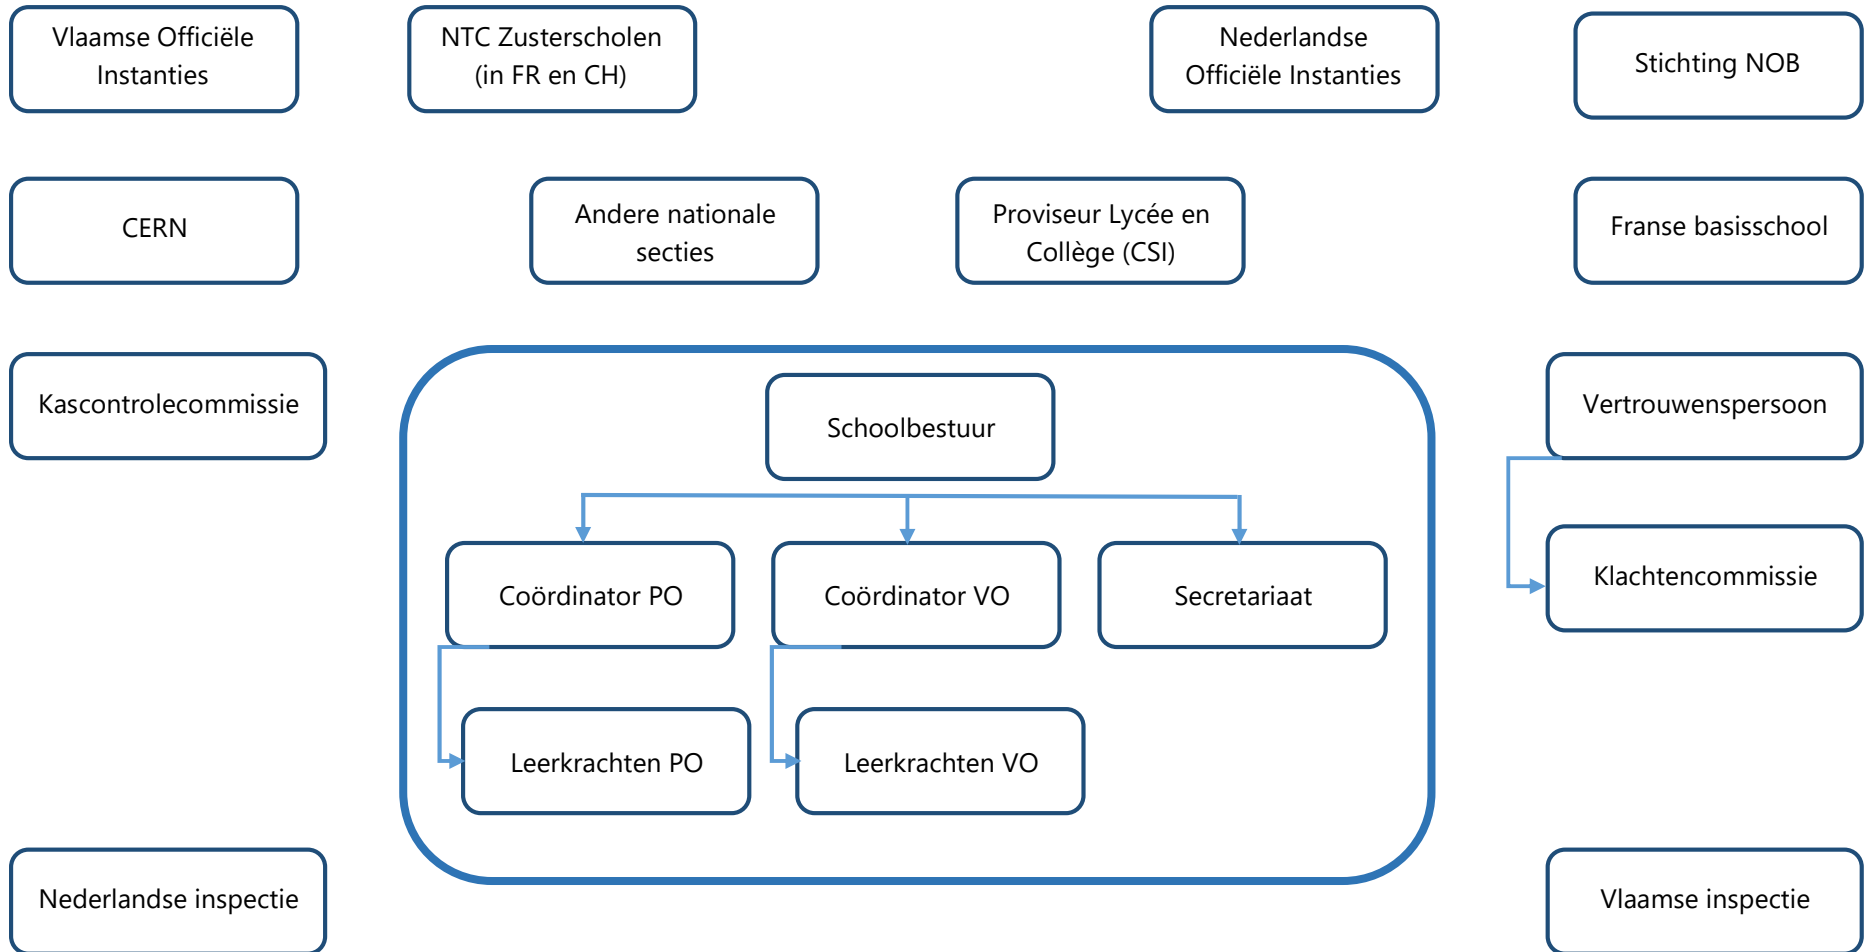 Vlaamse Officiële
Instanties
NTC Zusterscholen
(in FR en CH)
Nederlandse
Officiële Instanties
Stichting NOB
CERN
Andere nationale
secties
Proviseur Lycée en
Collège (CSI)
Franse basisschool
Kascontrolecommissie
Schoolbestuur
Vertrouwenspersoon
Coördinator PO
Coördinator VO
Secretariaat
Klachtencommissie
Leerkrachten PO
Leerkrachten VO
Nederlandse inspectie
Vlaamse inspectie